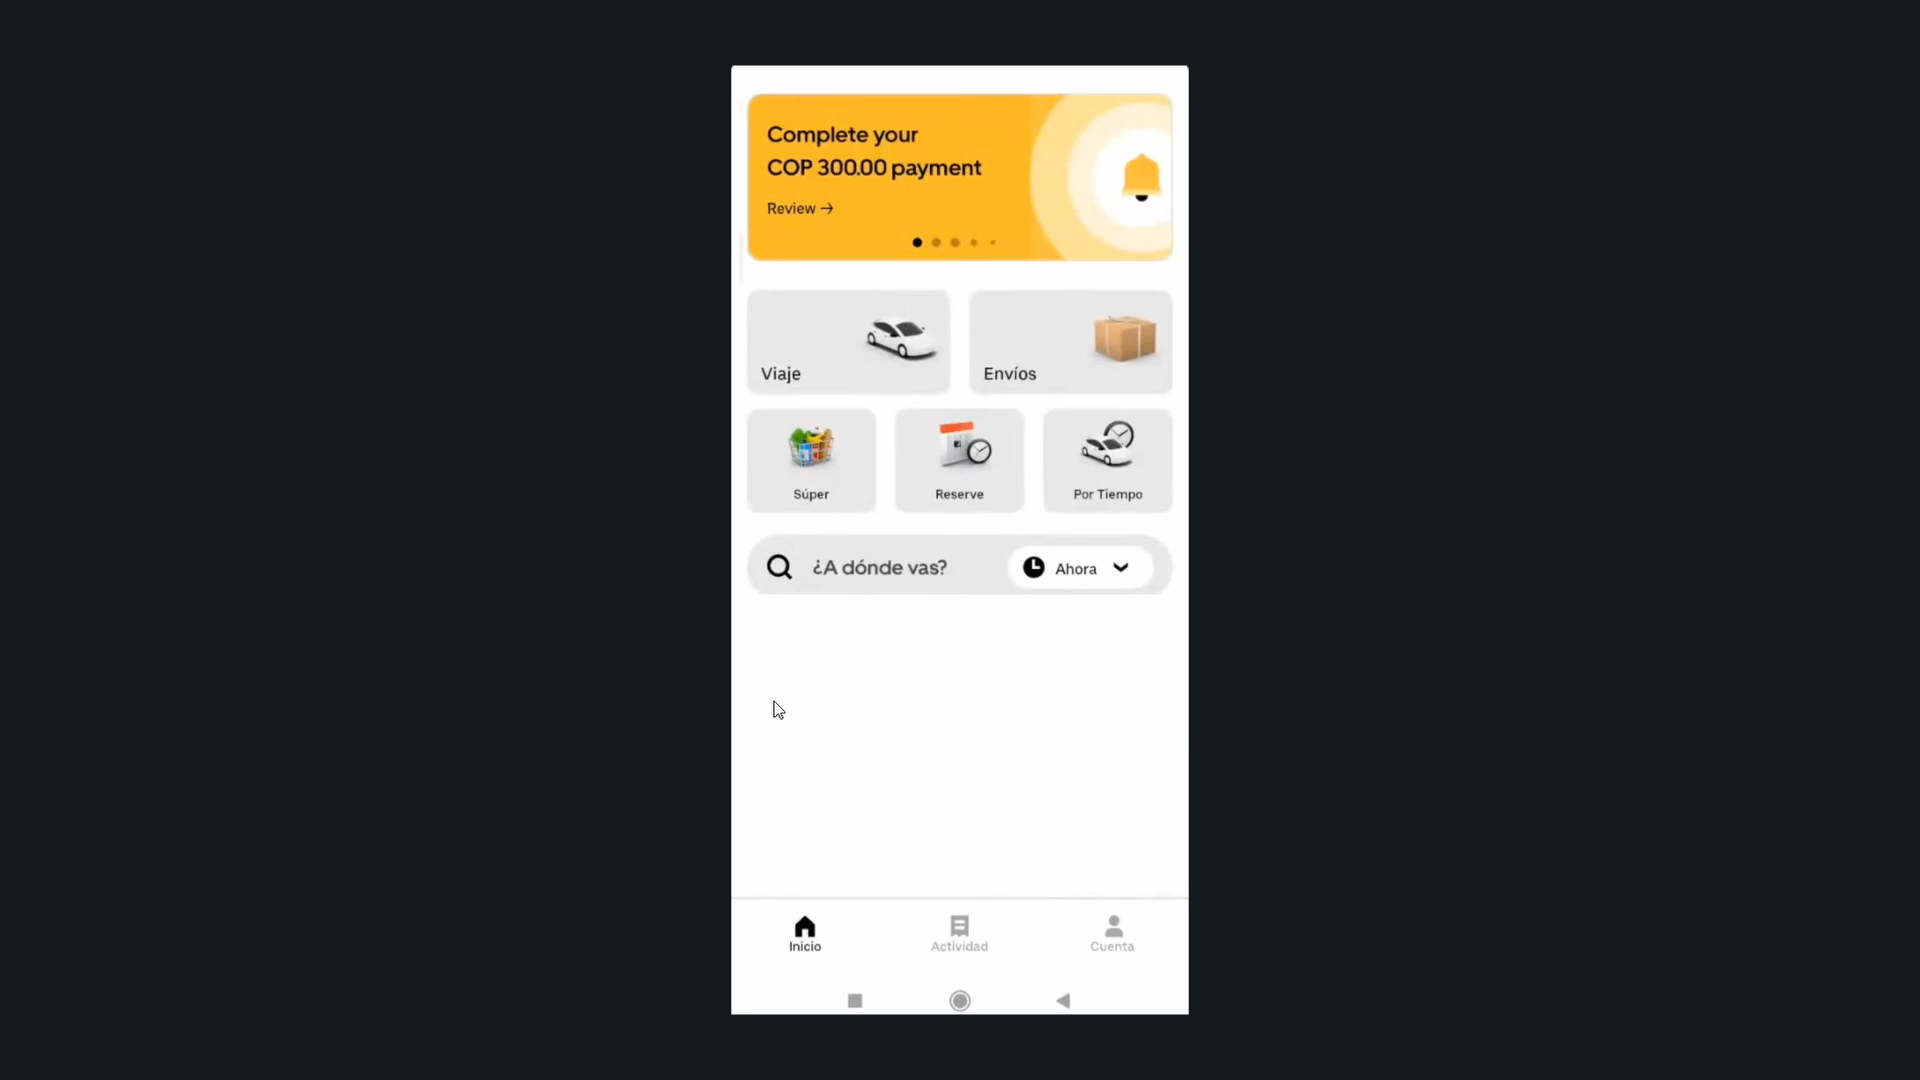 Complete your
COP 300.00 payment
Review →
Viaje
Envíos
Súper
Reserve
Por Tiempo
¿A dónde vas?
Ahora
Inicio
Actividad
Cuenta